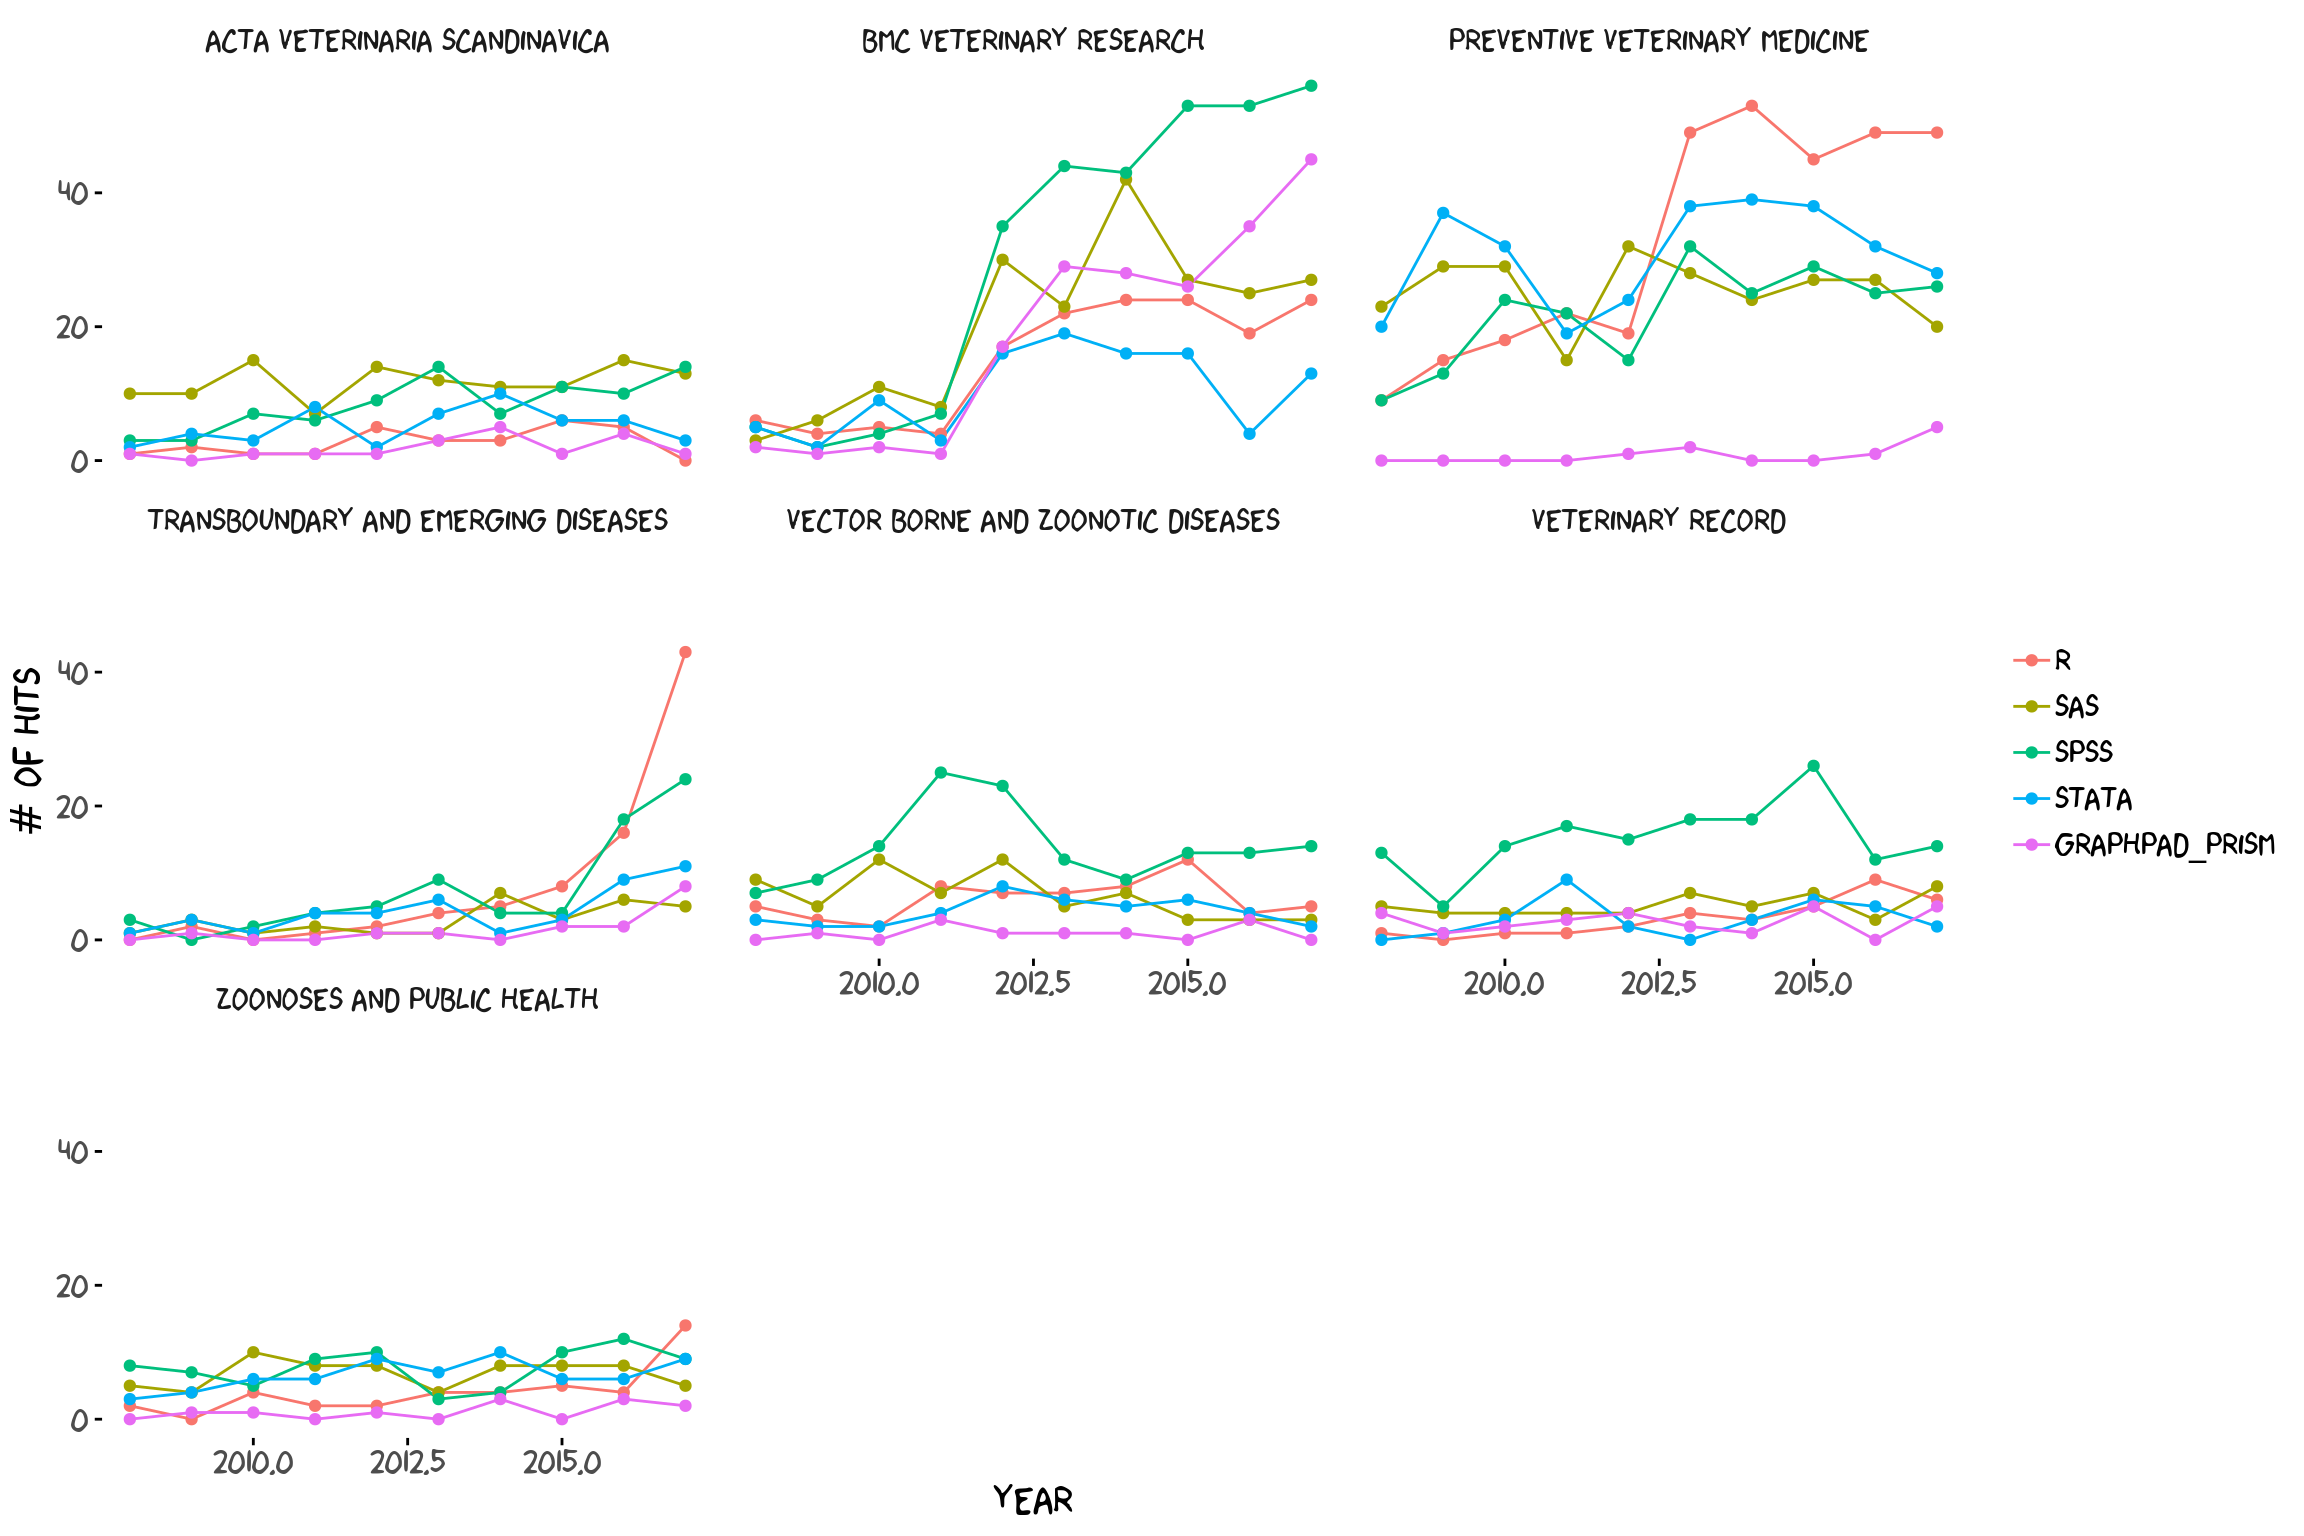 ACTA VETERINARIA SCANDINAVICA
BMC VETERINARY RESEARCH
PREVENTIVE VETERINARY MEDICINE
40
20
0
TRANSBOUNDARY AND EMERGING DISEASES
VECTOR BORNE AND ZOONOTIC DISEASES
VETERINARY RECORD
# OF HITS
40
20
0
2010.0 2012.5 2015.0
2010.0 2012.5 2015.0
R
SAS
SPSS
STATA
GRAPHPAD_PRISM
ZOONOSES AND PUBLIC HEALTH
40
20
0
2010.0 2012.5 2015.0
YEAR